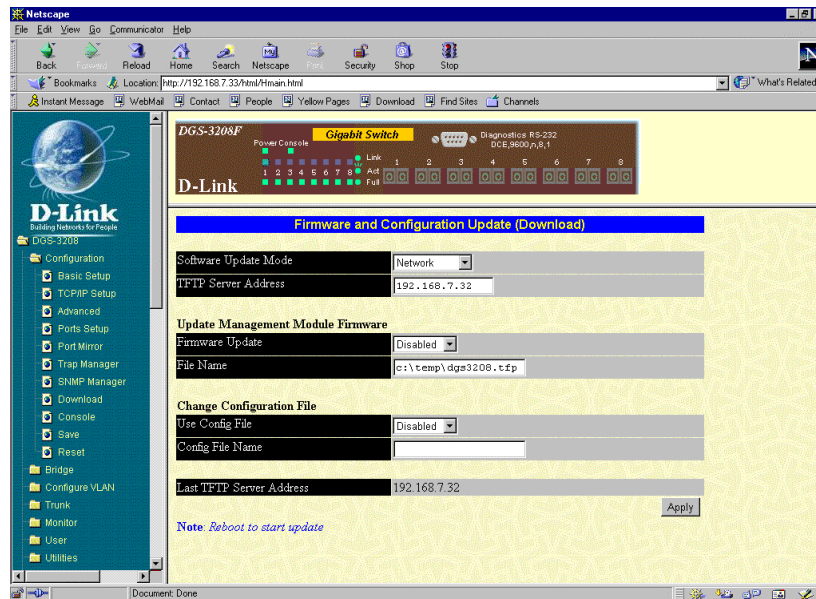 Netscape
File Edit View Go Communicator Help
Back Forward Reload Home Search Netscape Print Security Shop Stop
Bookmarks Location: http://192.168.7.33/html/Hmain.html What's Related
Instant Message WebMail Contact People Yellow Pages Download Find Sites Channels
D-Link
Building Networks for People
DGS-3208
Configuration
Basic Setup
TCP/IP Setup
Advanced
Ports Setup
Port Mirror
Trap Manager
SNMP Manager
Download
Console
Save
Reset
Bridge
Configure VLAN
Trunk
Monitor
User
Utilities
DGS-3208F
Gigabit Switch
Power Console
Diagnostics RS-232
DCE,9600,n,8,1
Link
1 2 3 4 5 6 7 8 Act
Full
1 2 3 4 5 6 7 8
D-Link
Firmware and Configuration Update (Download)
Software Update Mode Network
TFTP Server Address 192.168.7.32
Update Management Module Firmware
Firmware Update Disabled
File Name c:\temp\dgs3208.tfp
Change Configuration File
Use Config File Disabled
Config File Name
Last TFTP Server Address 192.168.7.32
Apply
Note: Reboot to start update
Document: Done